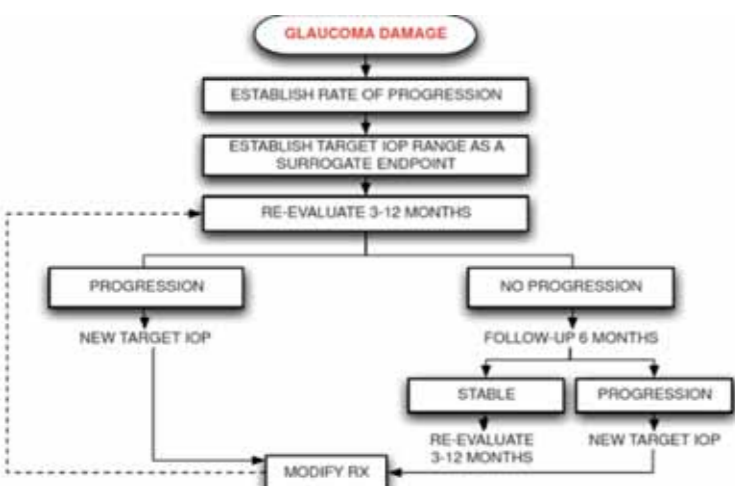 GLAUCOMA DAMAGE
ESTABLISH RATE OF PROGRESSION
ESTABLISH TARGET IOP RANGE AS A
SURROGATE ENDPOINT
RE-EVALUATE 3-12 MONTHS
PROGRESSION
NO PROGRESSION
NEW TARGET IOP
FOLLOW-UP 6 MONTHS
STABLE
PROGRESSION
RE-EVALUATE
3-12 MONTHS
NEW TARGET IOP
MODIFY RX